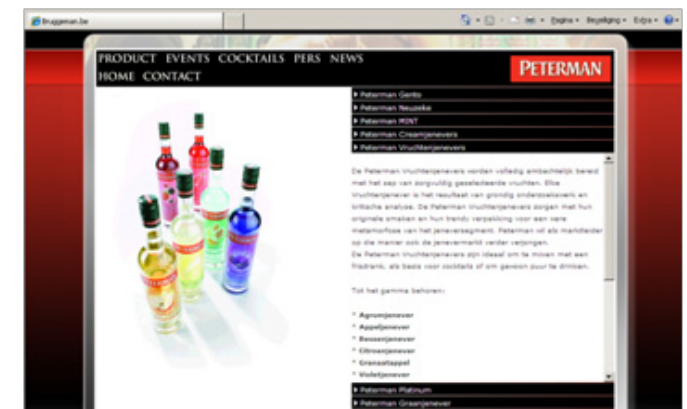 Bruggeman.be
Pagina
Beveiliging
Extra
PRODUCT EVENTS COCKTAILS PERS NEWS
HOME CONTACT
PETERMAN
Peterman Gento
Peterman Neuzeke
Peterman MINT
Peterman Creamjenevers
Peterman Vruchtenjenevers
De Peterman Vruchtenjenevers worden volledig ambachtelijk bereid
met het sap van zorgvuldig geselecteerde vruchten. Elke
Vruchtenjenever is het resultaat van grondig onderzoekswerk en
kritische analyse. De Peterman Vruchtenjenevers zorgen met hun
originele smaken en hun trendy verpakking voor een ware
metamorfose van het jeneversegment. Peterman wil als marktleider
op die manier ook de jenevermarkt verder verjongen.
De Peterman Vruchtenjenevers zijn ideaal om te mixen met een
frisdrank, als basis voor cocktails of om gewoon puur te drinken.
Tot het gamma behoren:
* Agrumjenever
* Appeljenever
* Bessenjenever
* Citroenjenever
* Granaatappel
* Violetjenever
Peterman Platinum
Peterman Graanjenever